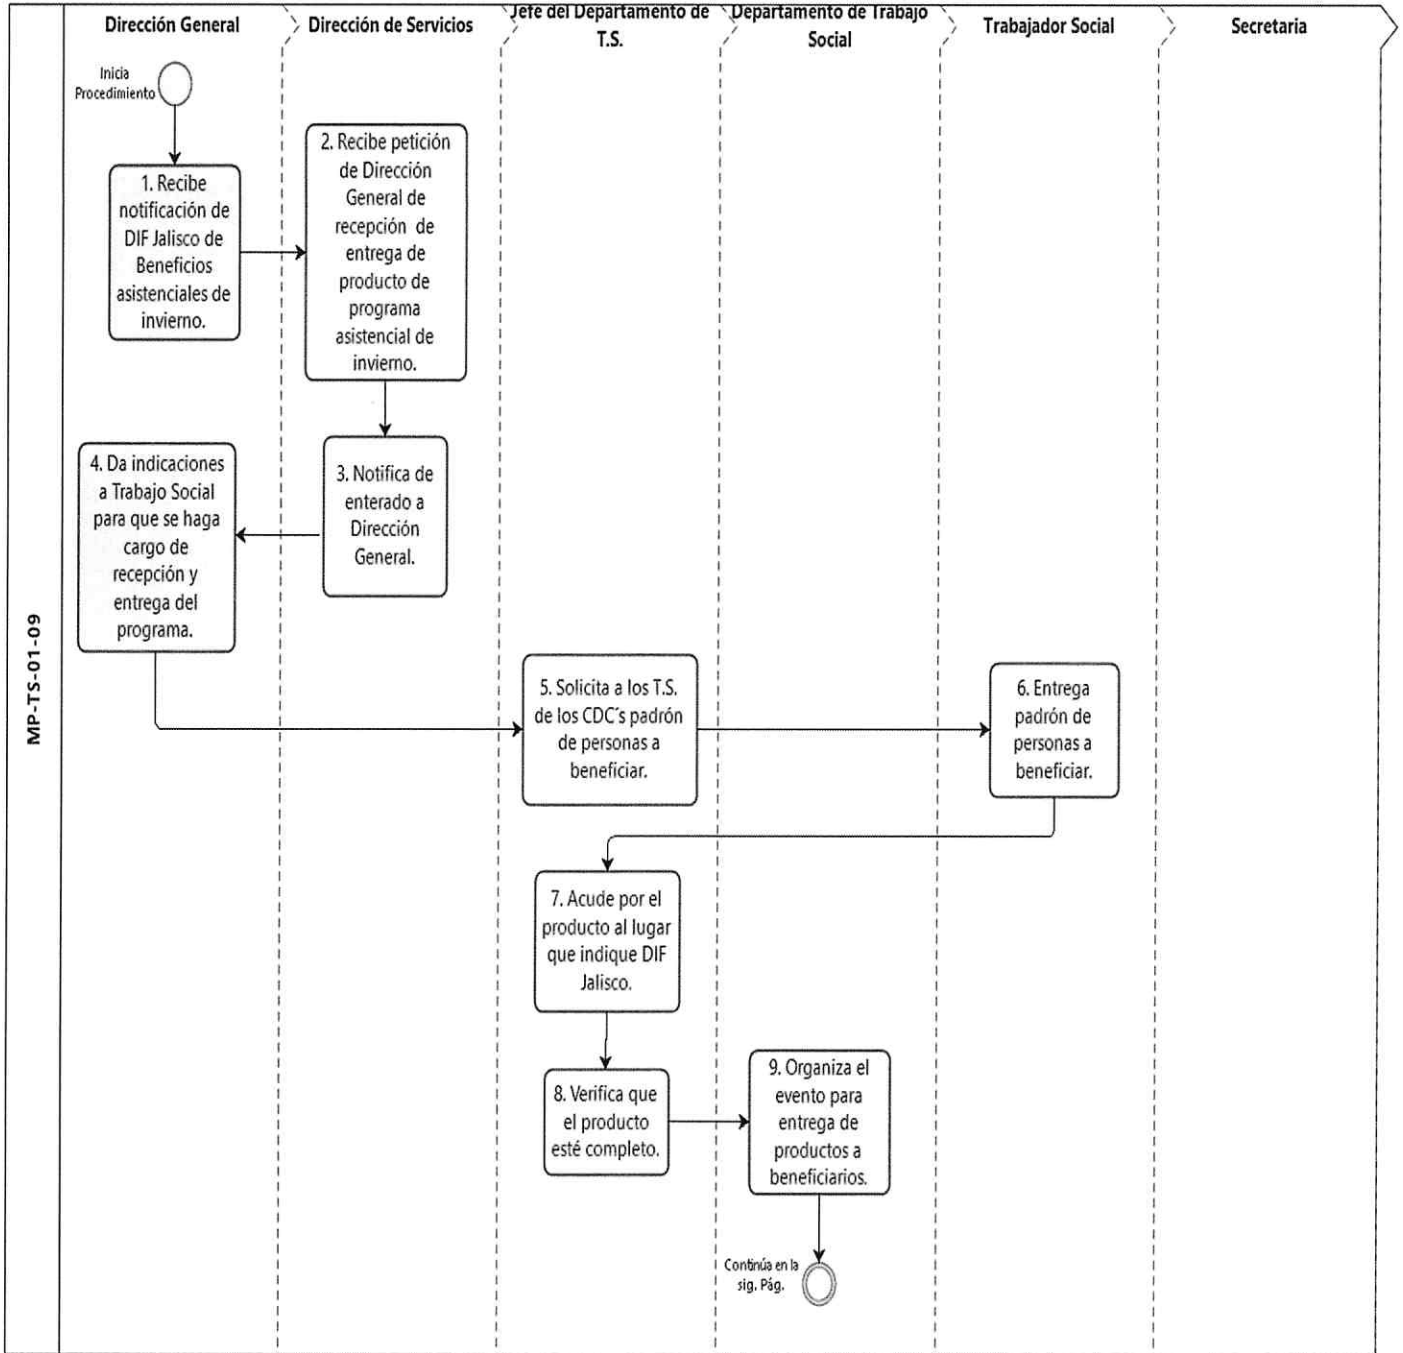 Dirección General
Dirección de Servicios
Jefe del Departamento de
T.S.
Departamento de Trabajo
Social
Trabajador Social
Secretaria
MP-TS-01-09
Inicia
Procedimiento
1. Recibe
notificación de
DIF Jalisco de
Beneficios
asistenciales de
invierno.
2. Recibe petición
de Dirección
General de
recepción de
entrega de
producto de
programa
asistencial de
invierno.
3. Notifica de
enterado a
Dirección
General.
4. Da indicaciones
a Trabajo Social
para que se haga
cargo de
recepción y
entrega del
programa.
5. Solicita a los T.S.
de los CDC´s padrón
de personas a
beneficiar.
6. Entrega
padrón de
personas a
beneficiar.
7. Acude por el
producto al lugar
que indique DIF
Jalisco.
8. Verifica que
el producto
esté completo.
9. Organiza el
evento para
entrega de
productos a
beneficiarios.
Continúa en la
sig. Pág.